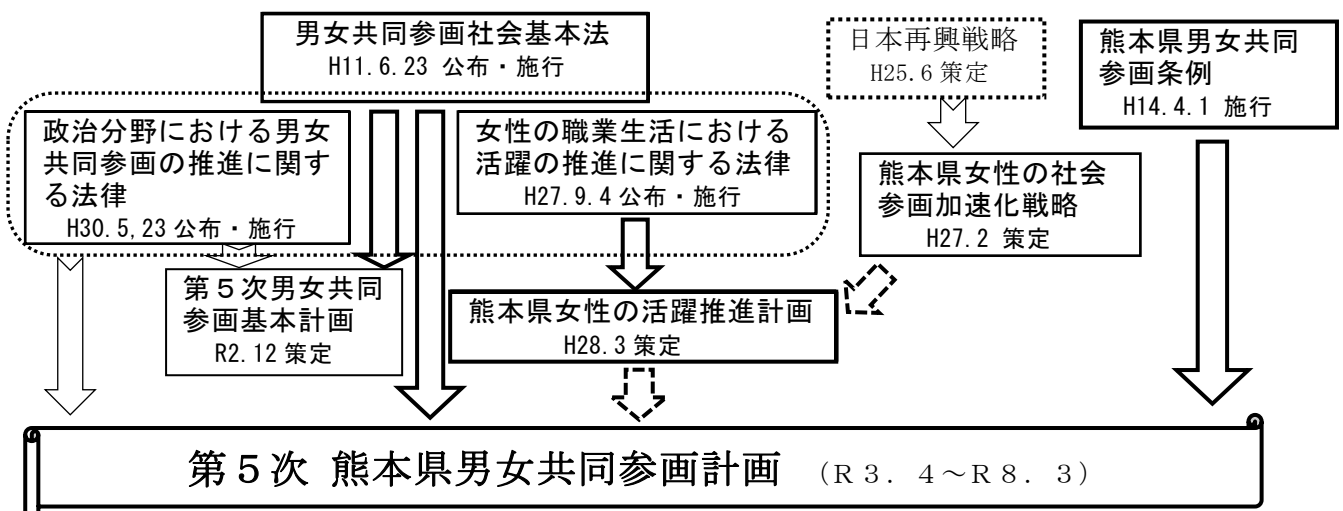 男女共同参画社会基本法
H11.6.23 公布・施行
日本再興戦略
H25.6 策定
熊本県男女共同
参画条例
H14.4.1 施行
政治分野における男女
共同参画の推進に関す
る法律
H30.5,23 公布・施行
女性の職業生活における
活躍の推進に関する法律
H27.9.4 公布・施行
熊本県女性の社会
参画加速化戦略
H27.2 策定
第5次男女共同
参画基本計画
R2.12 策定
熊本県女性の活躍推進計画
H28.3 策定
第5次 熊本県男女共同参画計画 (R3.4~R8.3)